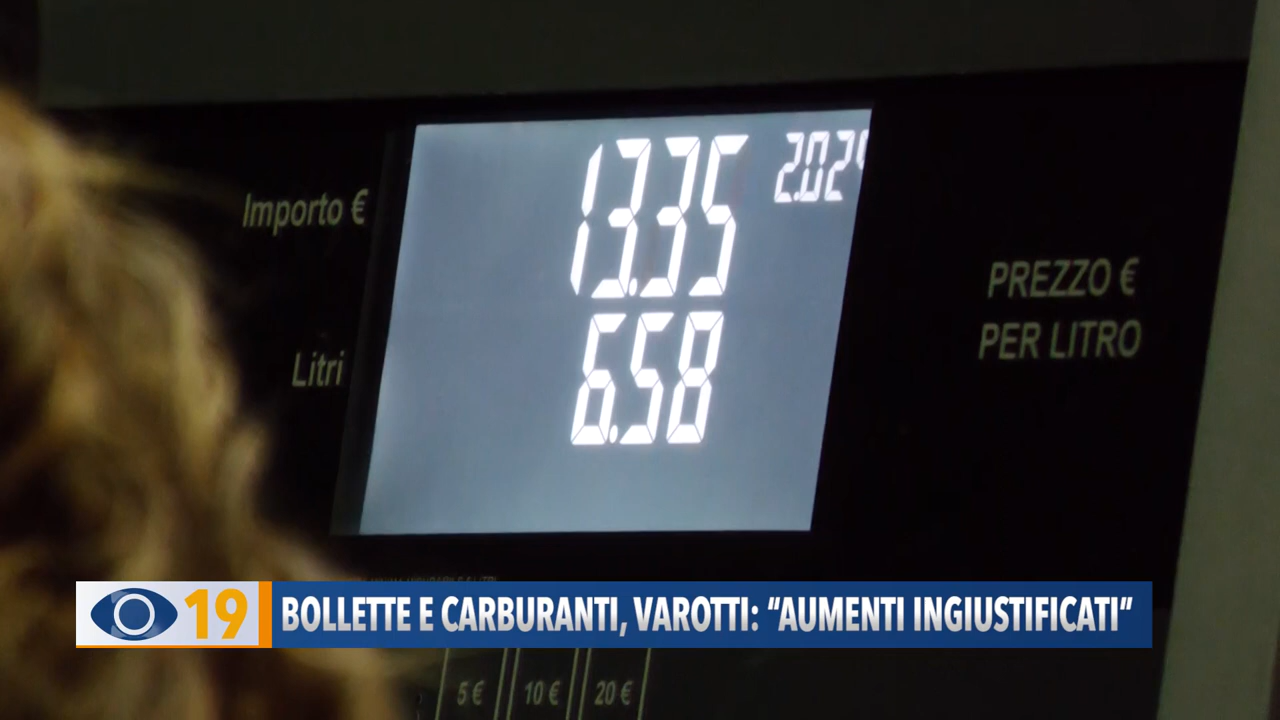 Importo €
13.35
2.02
Litri
6.58
PREZZO €
PER LITRO
19
BOLLETTE E CARBURANTI, VAROTTI: “AUMENTI INGIUSTIFICATI”
5 €
10 €
20 €